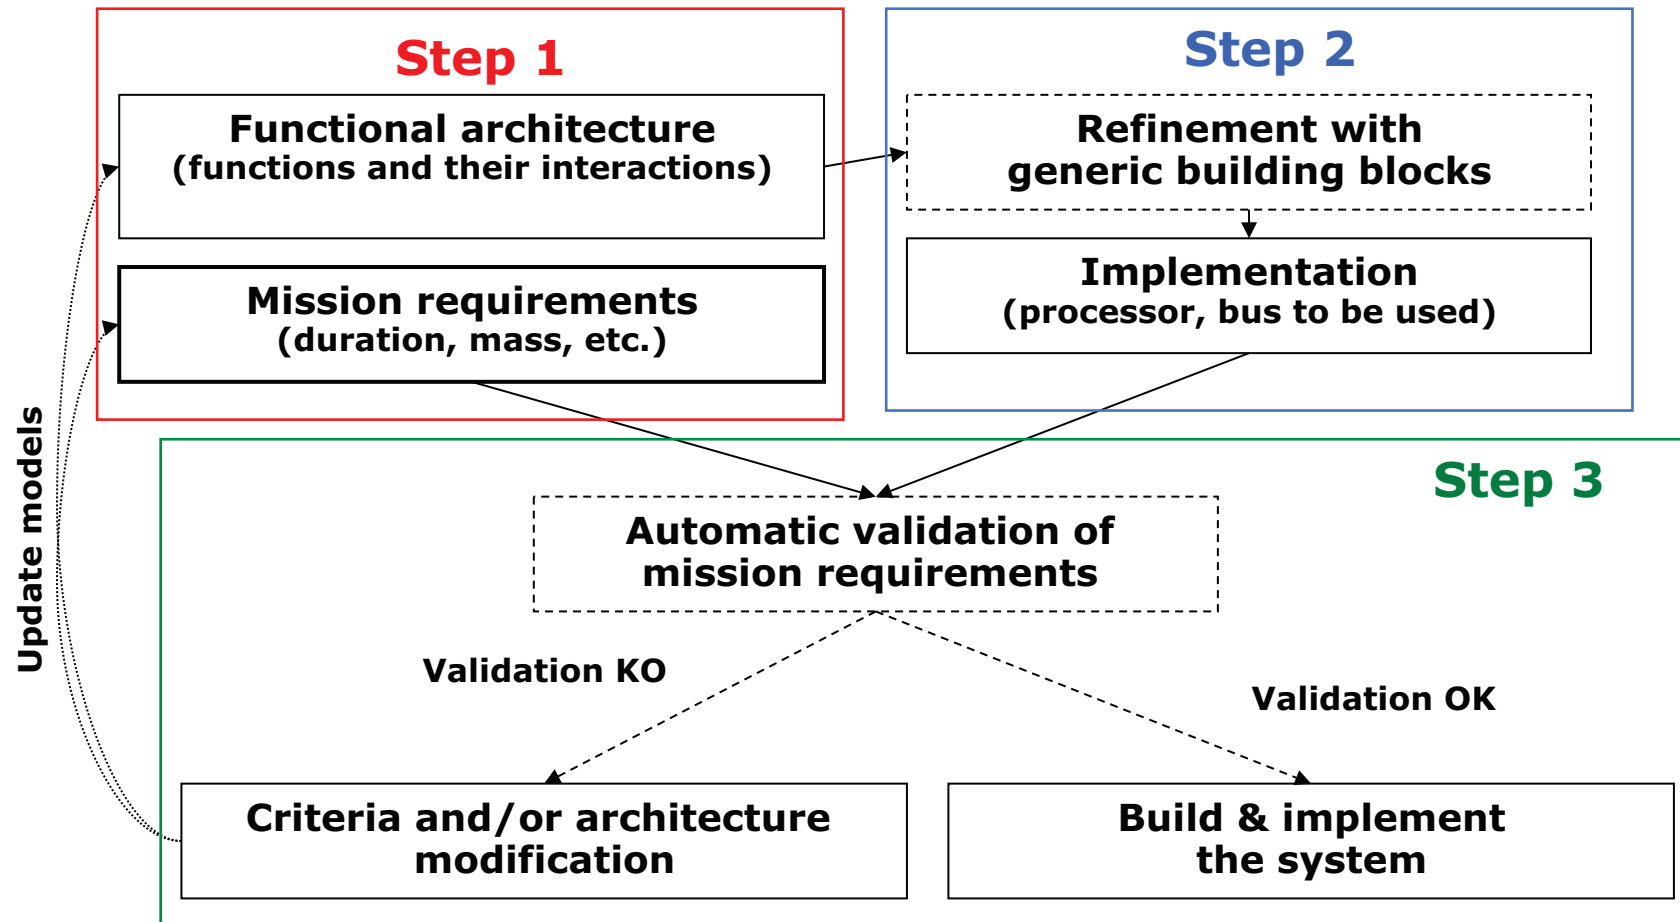 Step 1
Functional architecture
(functions and their interactions)
Mission requirements
(duration, mass, etc.)
Step 2
Refinement with
generic building blocks
Implementation
(processor, bus to be used)
Update models
Step 3
Automatic validation of
mission requirements
Validation KO
Validation OK
Criteria and/or architecture
modification
Build & implement
the system